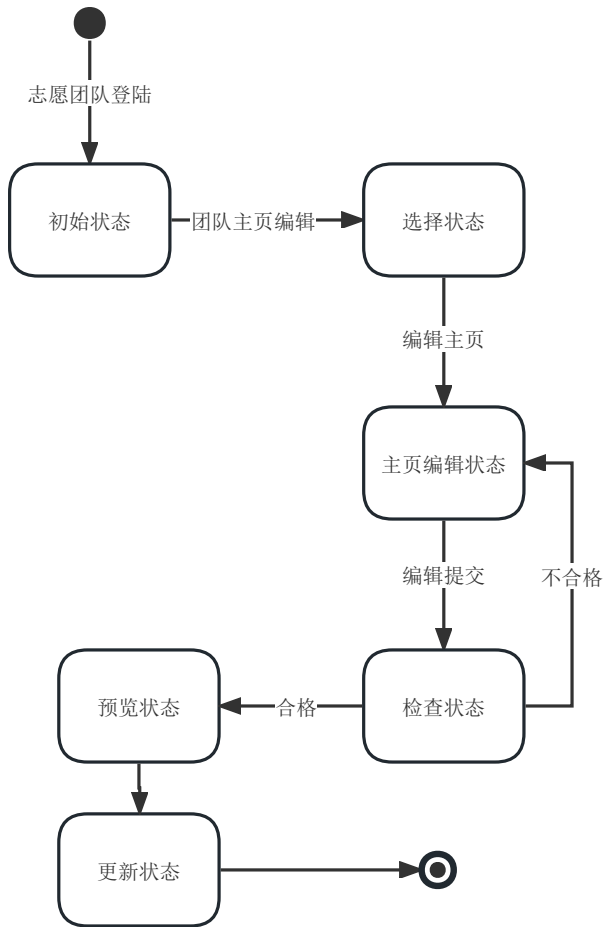 志愿团队登陆
初始状态
团队主页编辑
选择状态
编辑主页
主页编辑状态
编辑提交
不合格
预览状态
合格
检查状态
更新状态